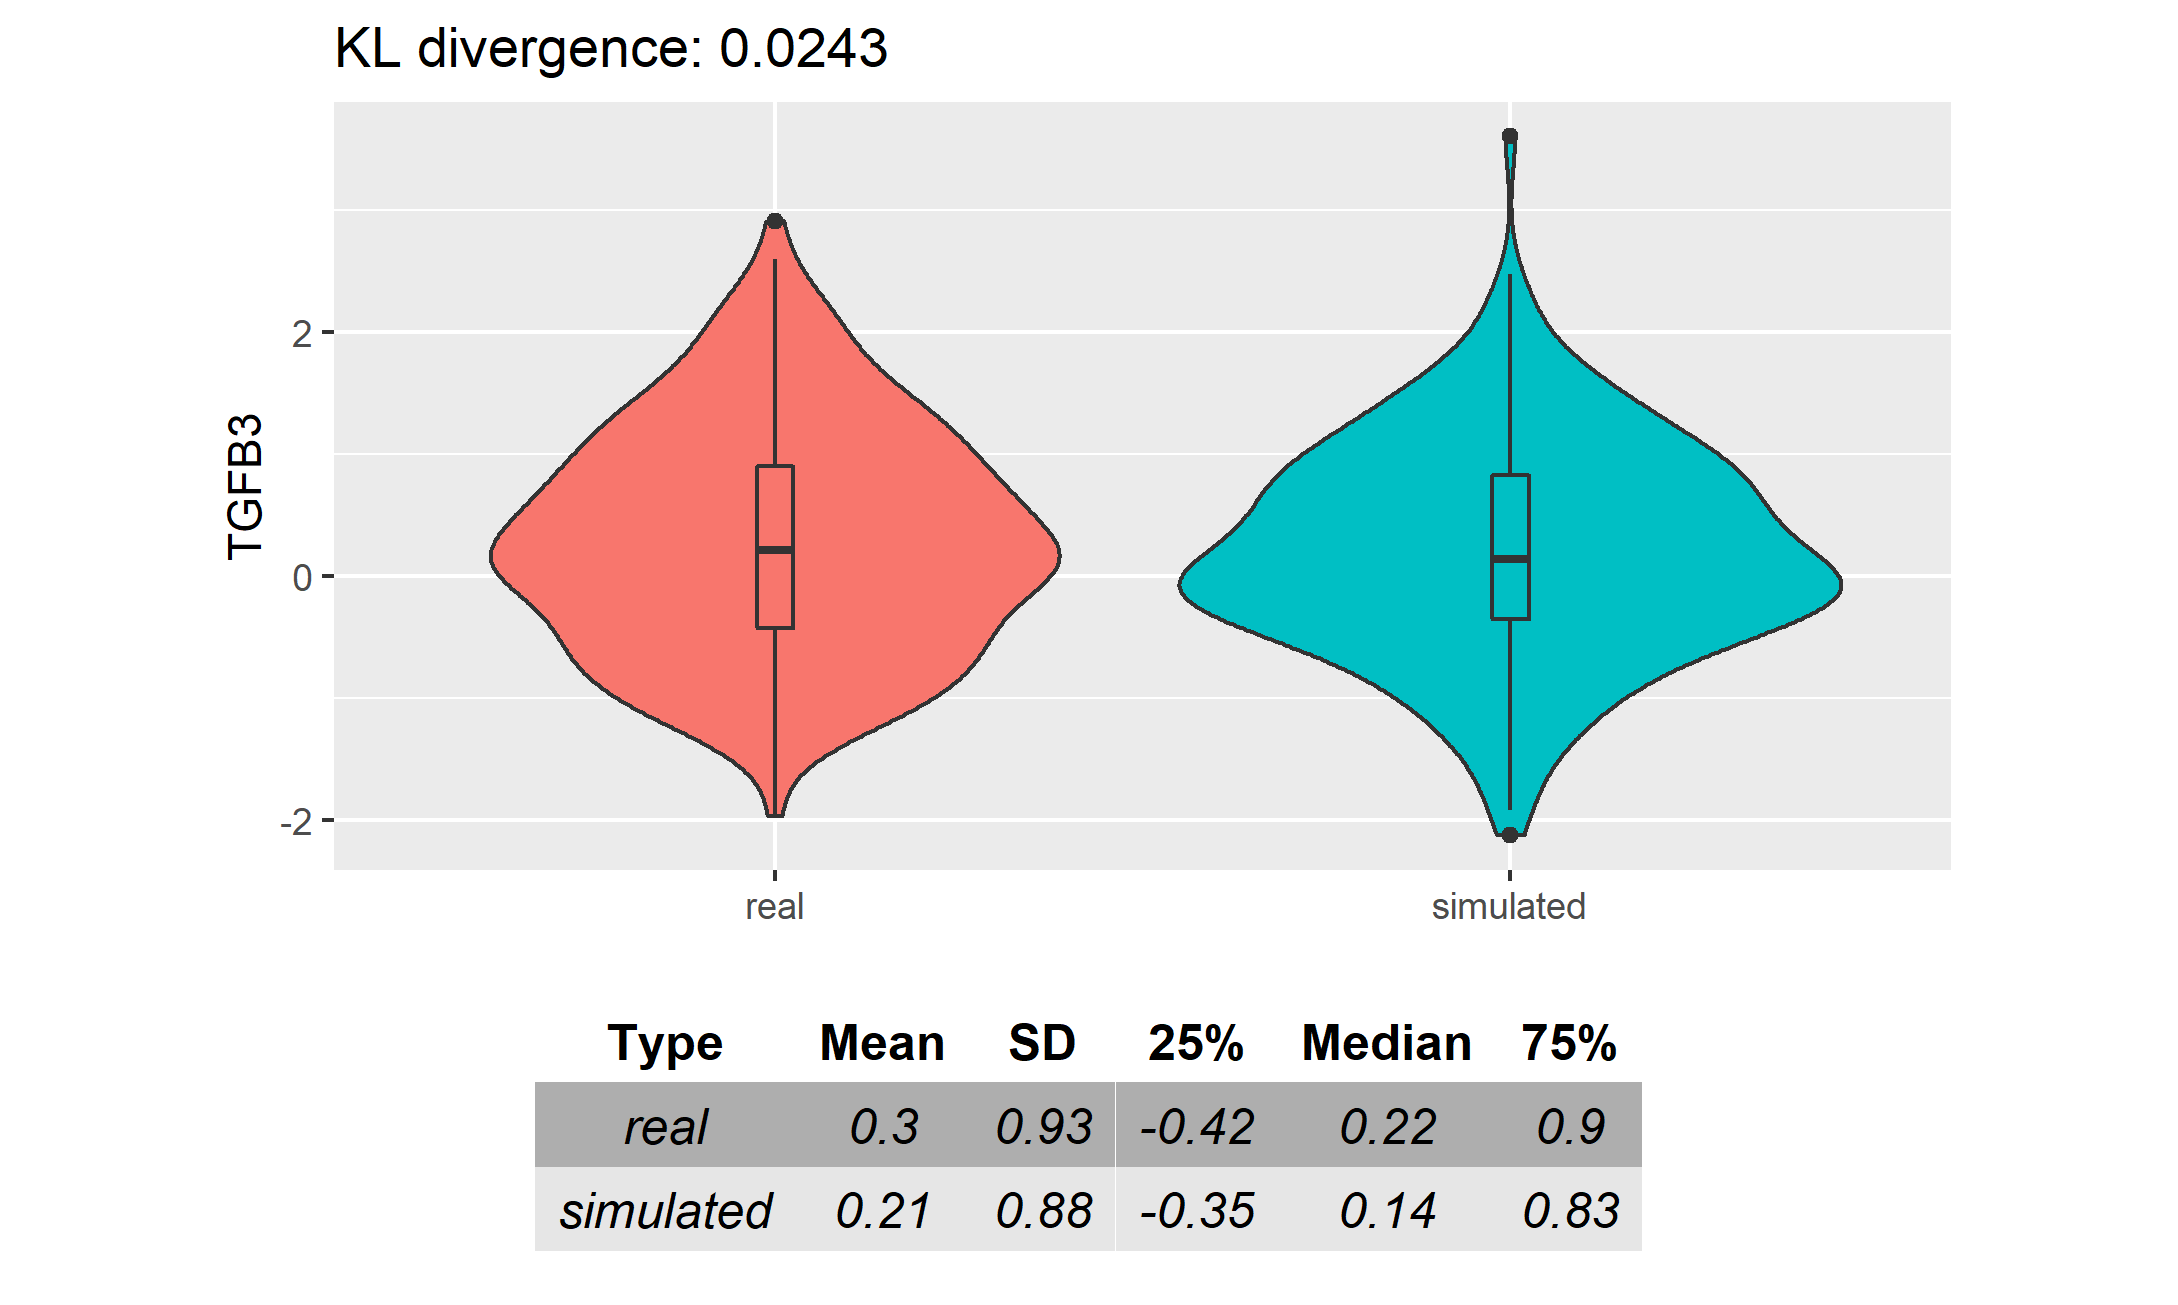 KL divergence: 0.0243
TGFB3
2
0
-2
real simulated
Type Mean SD 25% Median 75%
real 0.3 0.93 -0.42 0.22 0.9
simulated 0.21 0.88 -0.35 0.14 0.83